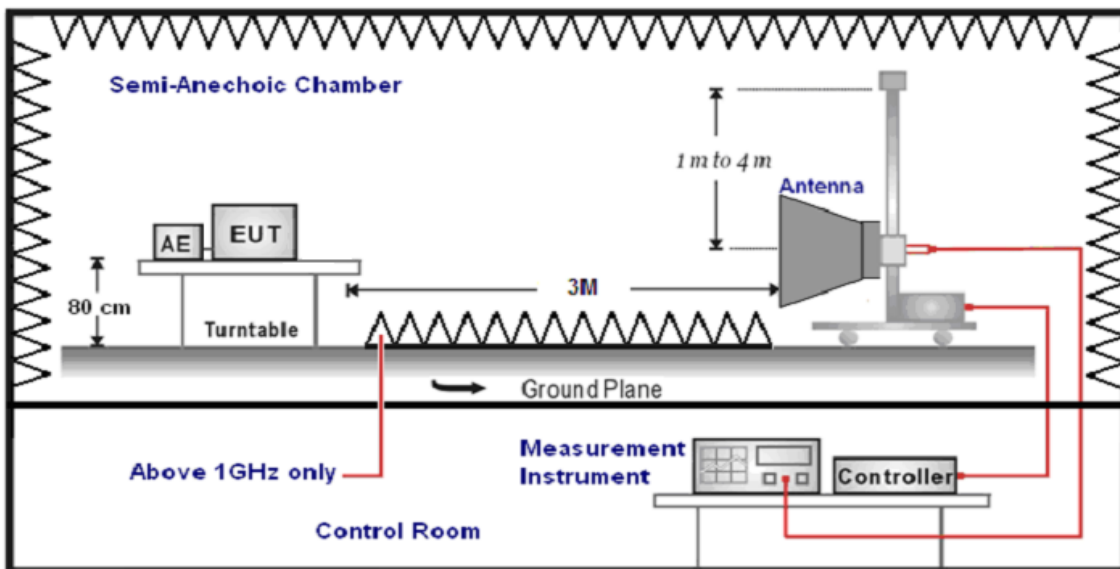 Semi-Anechoic Chamber
1 m to 4 m
Antenna
AE
EUT
3M
80 cm
Turntable
Ground Plane
Above 1GHz only
Measurement
Instrument
Controller
Control Room